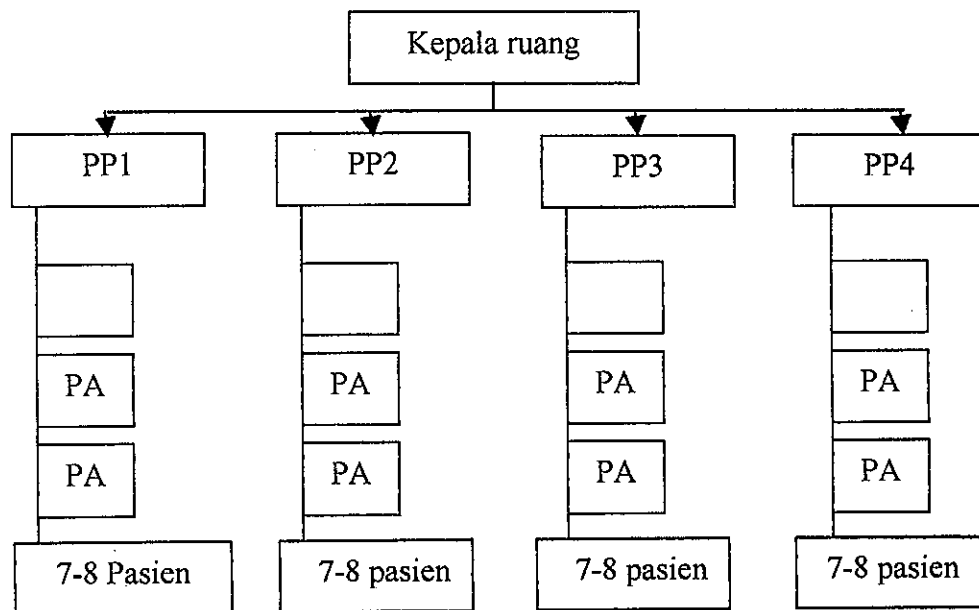 Kepala ruang
PP1
PP2
PP3
PP4
PA
PA
PA
PA
PA
PA
PA
PA
7-8 Pasien
7-8 pasien
7-8 pasien
7-8 pasien